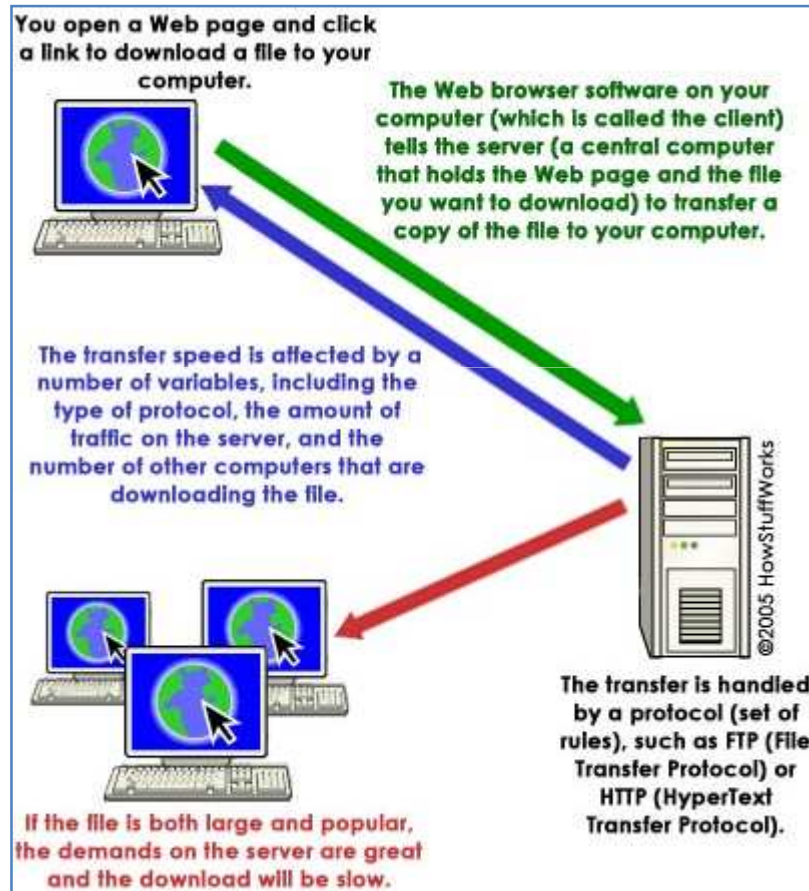 You open a Web page and click
a link to download a file to your
computer.
The Web browser software on your
computer (which is called the client)
tells the server (a central computer
that holds the Web page and the file
you want to download) to transfer a
copy of the file to your computer.
The transfer speed is affected by a
number of variables, including the
type of protocol, the amount of
traffic on the server, and the
number of other computers that are
downloading the file.
©2005 HowStuffWorks
The transfer is handled
by a protocol (set of
rules), such as FTP (File
Transfer Protocol) or
HTTP (HyperText
Transfer Protocol).
If the file is both large and popular,
the demands on the server are great
and the download will be slow.